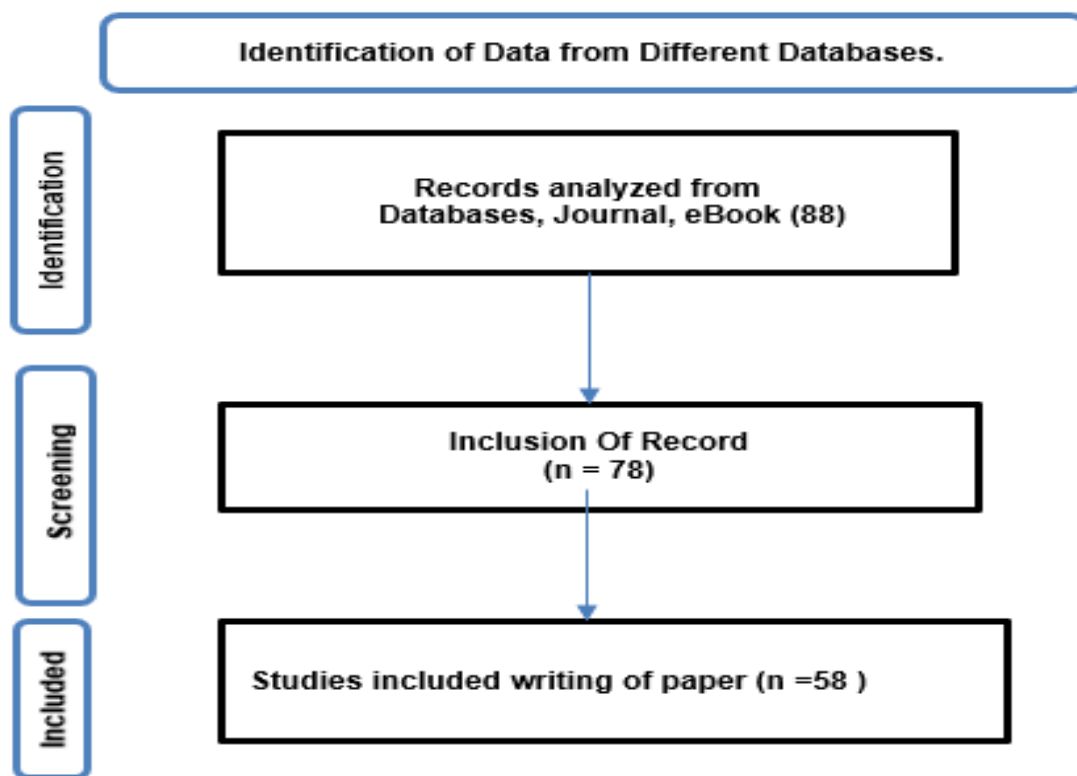 Identification of Data from Different Databases.
Identification
Records analyzed from
Databases, Journal, eBook (88)
Screening
Inclusion Of Record
(n = 78)
Included
Studies included writing of paper (n =58 )